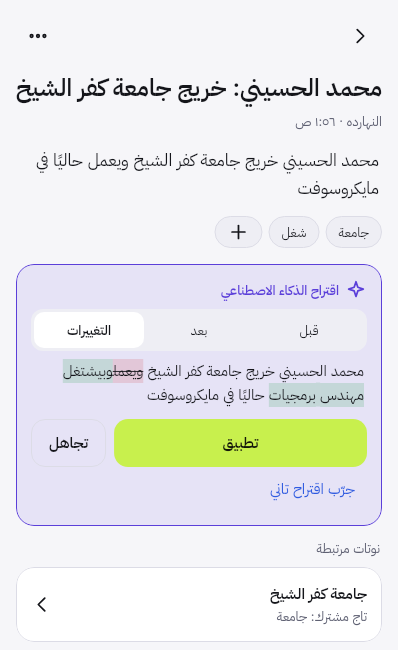 محمد الحسيني: خريج جامعة كفر الشيخ
النهارده · ١:٥٦ ص
محمد الحسيني خريج جامعة كفر الشيخ ويعمل حاليًا في
مايكروسوفت
جامعة
شغل
اقتراح الذكاء الاصطناعي
قبل
بعد
التغييرات
محمد الحسيني خريج جامعة كفر الشيخ ويعملوبيشتغل
مهندس برمجيات حاليًا في مايكروسوفت
تطبيق
تجاهل
جرّب اقتراح تاني
نوتات مرتبطة
جامعة كفر الشيخ
تاج مشترك: جامعة